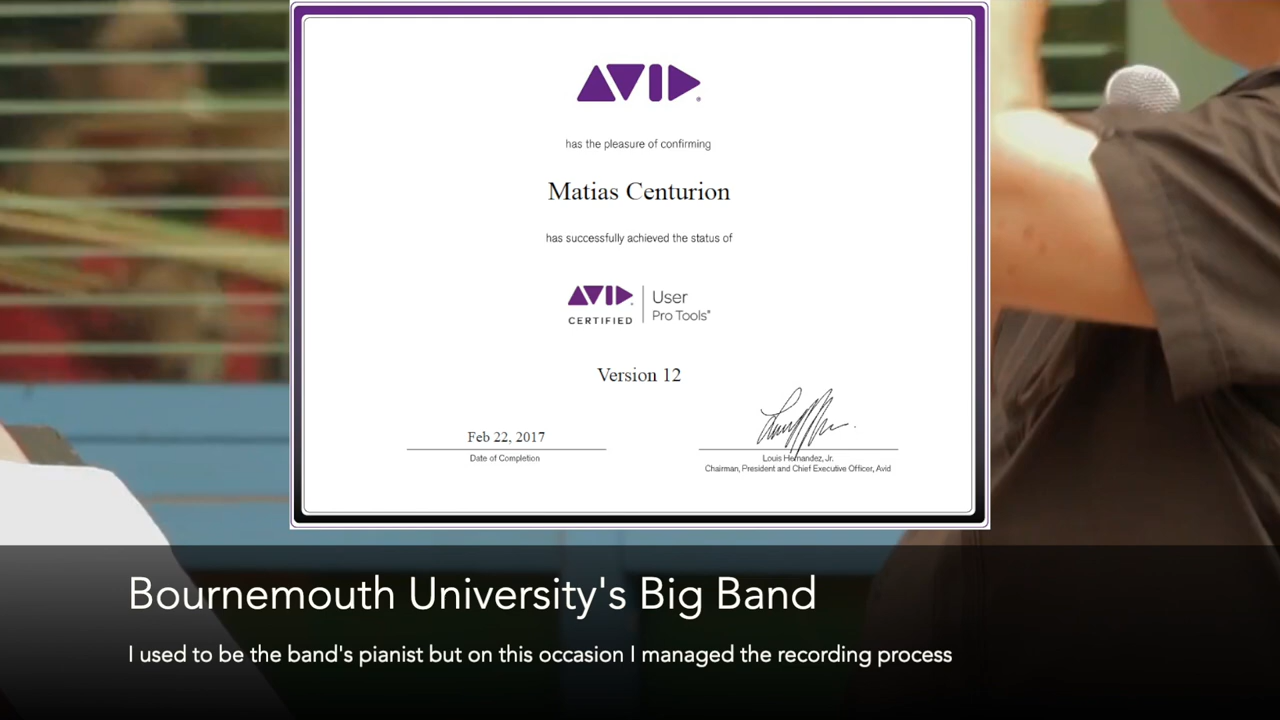 AVID
has the pleasure of confirming
Matias Centurion
has successfully achieved the status of
AVID
CERTIFIED
User
Pro Tools®
Version 12
Feb 22, 2017
Date of Completion
Louis Hernandez, Jr.
Chairman, President and Chief Executive Officer, Avid
Bournemouth University's Big Band
I used to be the band's pianist but on this occasion I managed the recording process